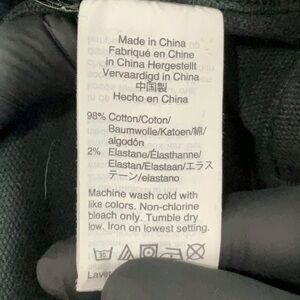 Made in China
Fabriqué en Chine
in China Hergestellt
Vervaardigd in China
中国製
Hecho en China
98% Cotton/Coton/
Baumwolle/Katoen/綿/
algodón
2% Elastane/Élasthanne/
Elastan/Elastaan/エラス
テーン/elastano
Machine wash cold with
like colors. Non-chlorine
bleach only. Tumble dry
low. Iron on lowest setting.
30